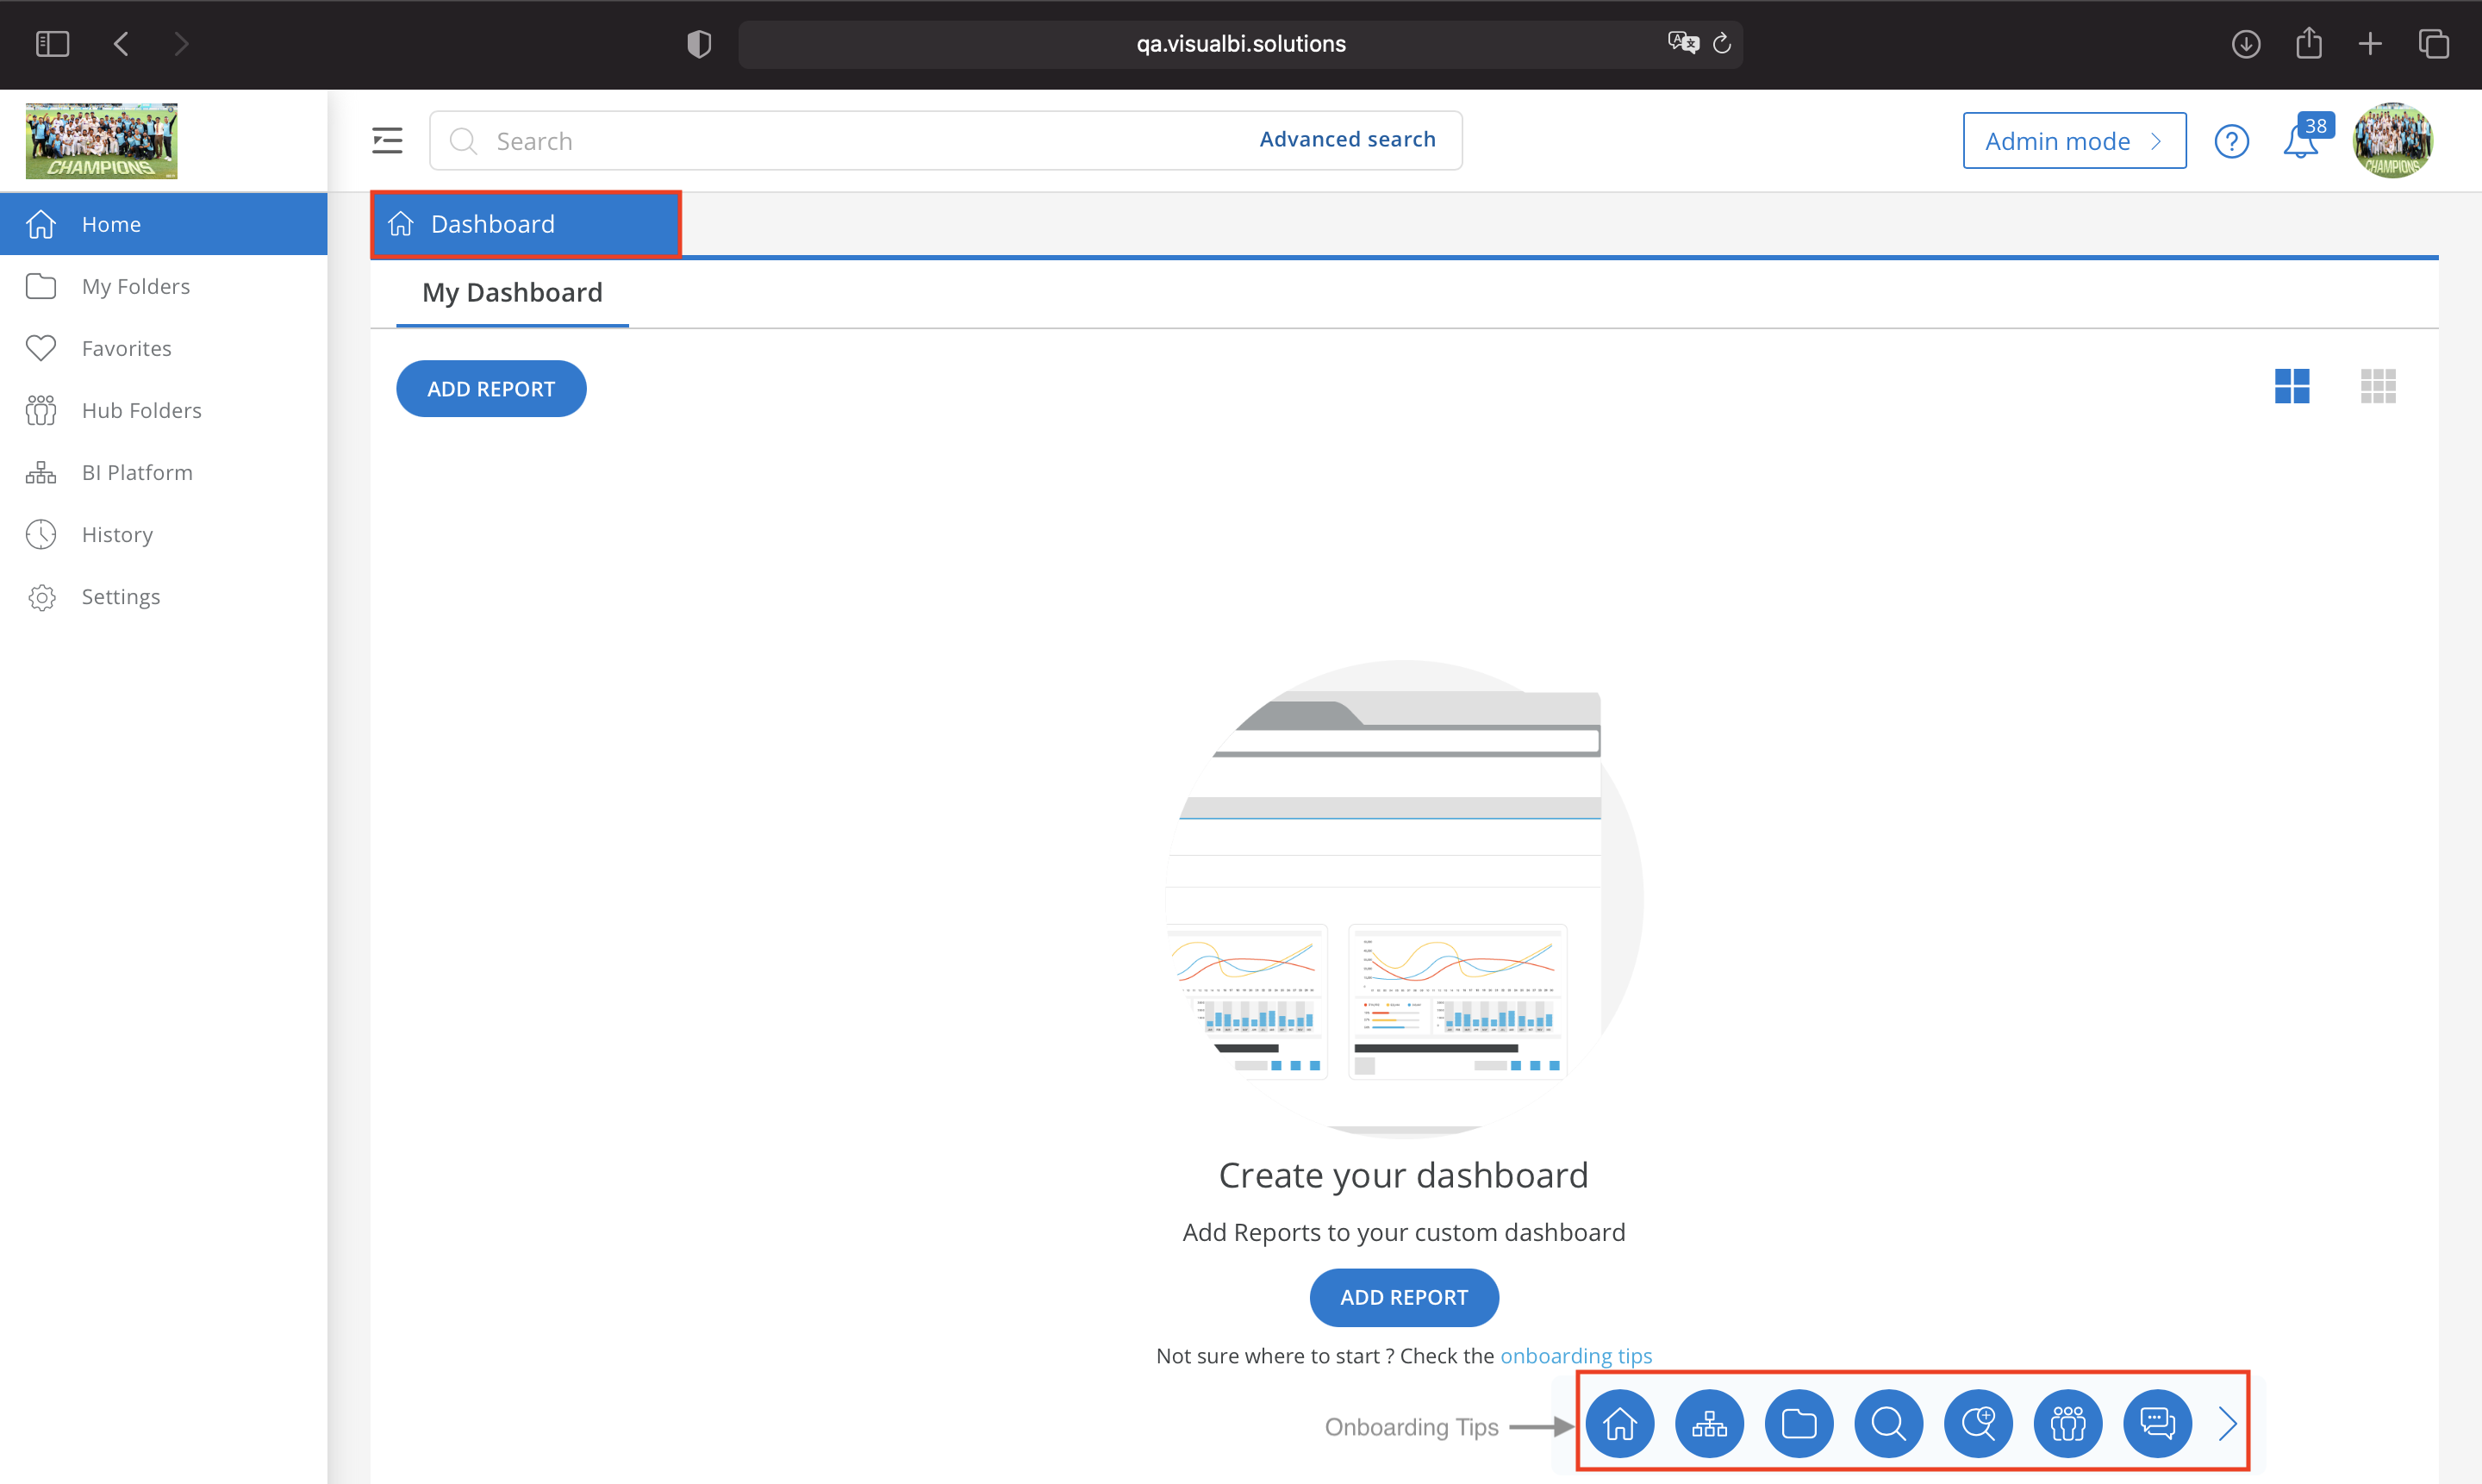 qa.visualbi.solutions
CHAMPIONS
Search
Advanced search
Admin mode
38
CHAMPIONS
Home
My Folders
Favorites
Hub Folders
BI Platform
History
Settings
Dashboard
My Dashboard
ADD REPORT
Create your dashboard
Add Reports to your custom dashboard
ADD REPORT
Not sure where to start ? Check the onboarding tips
Onboarding Tips